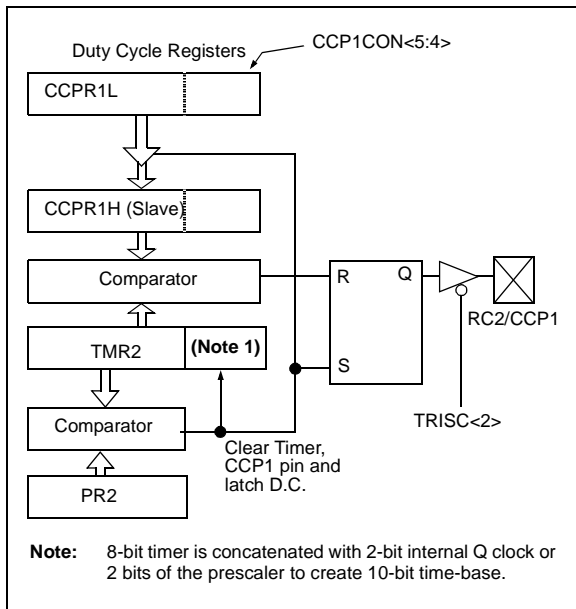 Duty Cycle Registers
CCP1CON<5:4>
CCPR1L
CCPR1H (Slave)
Comparator
R
Q
RC2/CCP1
TMR2
(Note 1)
S
TRISC<2>
Comparator
Clear Timer,
CCP1 pin and
latch D.C.
PR2
Note: 8-bit timer is concatenated with 2-bit internal Q clock or
2 bits of the prescaler to create 10-bit time-base.